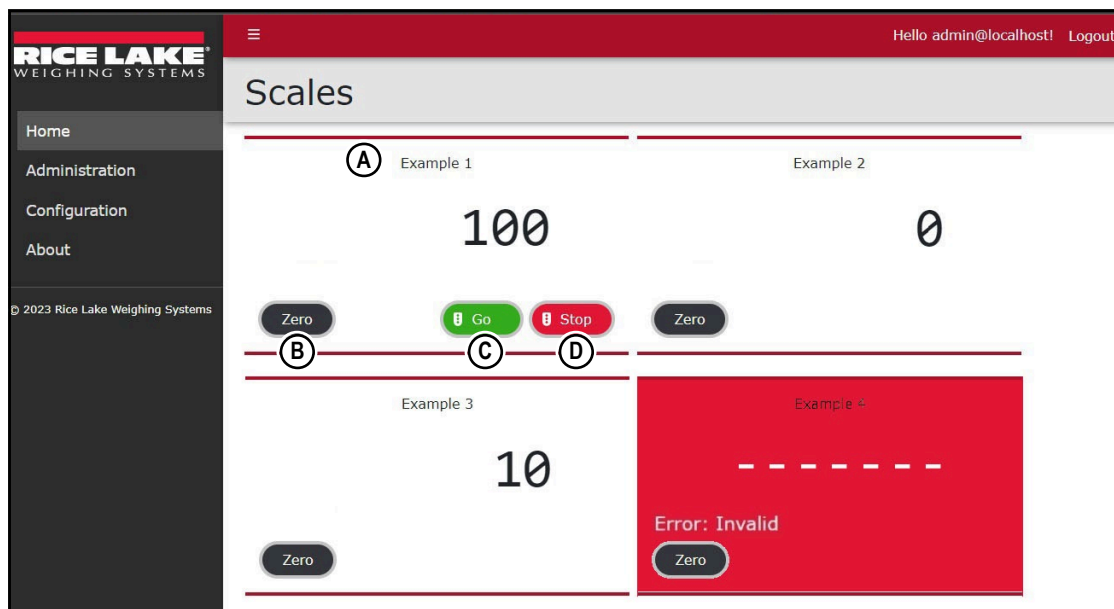 RICE LAKE®
WEIGHING SYSTEMS
Home
Administration
Configuration
About
© 2023 Rice Lake Weighing Systems
☰ Hello admin@localhost! Logout
Scales
A Example 1
100
Zero Go Stop
B C D
Example 2
0
Zero
Example 3
10
Zero
Example 4
- - - - - - -
Error: Invalid
Zero